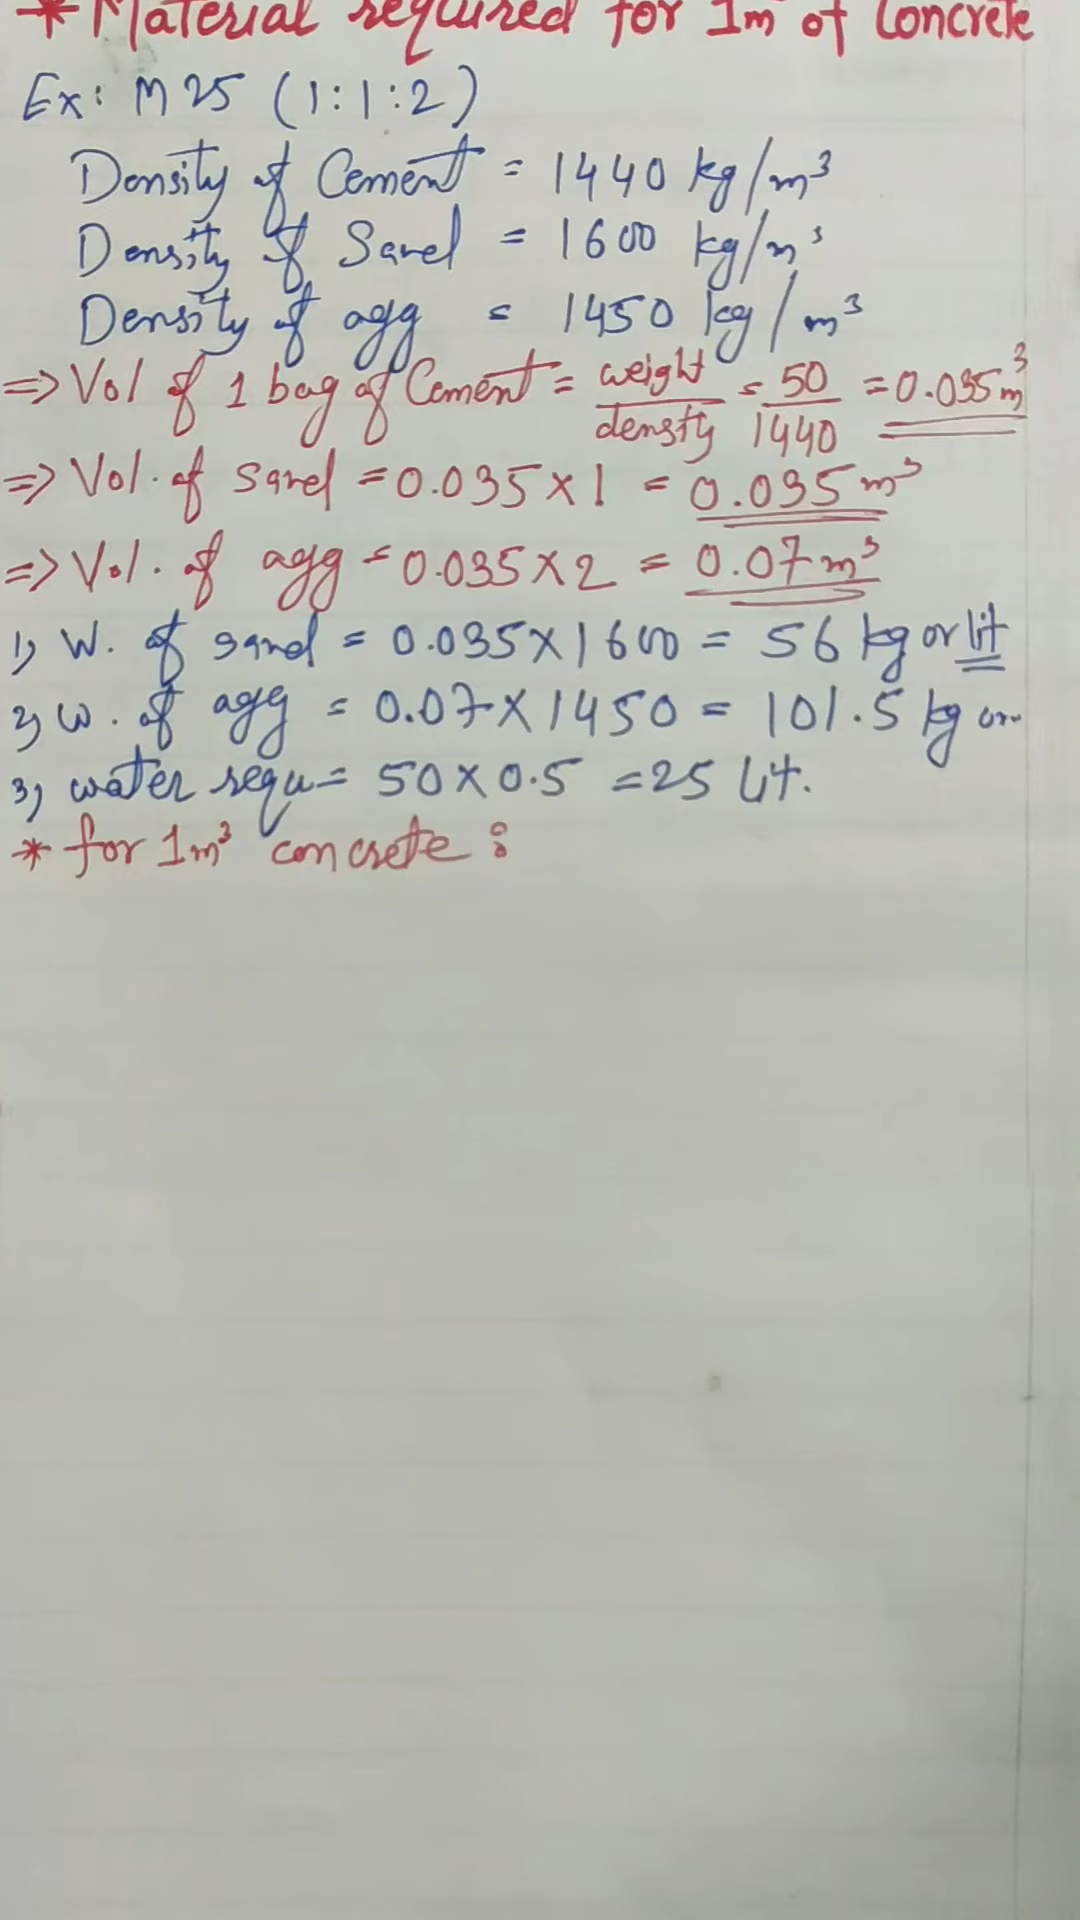 * Material required for 1m³ of Concrete
Ex: M 25 (1:1:2)
Density of Cement = 1440 kg/m³
Density of Sand = 1600 kg/m³
Density of agg = 1450 kg/m³
=> Vol of 1 bag of Cement = weight/density = 50/1440 = 0.035 m³
=> Vol. of sand = 0.035 x 1 = 0.035 m³
=> Vol. of agg = 0.035 x 2 = 0.07 m³
1) W. of sand = 0.035 x 1600 = 56 kg or lit
2) W. of agg = 0.07 x 1450 = 101.5 kg or
3) water requ = 50 x 0.5 = 25 Lit.
* for 1m³ concrete :